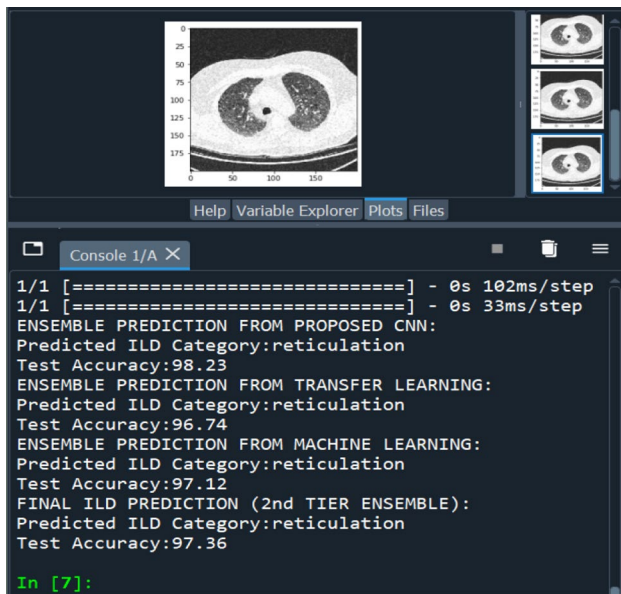 0
25
50
75
100
125
150
175
0 50 100 150
Help Variable Explorer Plots Files
Console 1/A
1/1 [==============================] - 0s 102ms/step
1/1 [==============================] - 0s 33ms/step
ENSEMBLE PREDICTION FROM PROPOSED CNN:
Predicted ILD Category:reticulation
Test Accuracy:98.23
ENSEMBLE PREDICTION FROM TRANSFER LEARNING:
Predicted ILD Category:reticulation
Test Accuracy:96.74
ENSEMBLE PREDICTION FROM MACHINE LEARNING:
Predicted ILD Category:reticulation
Test Accuracy:97.12
FINAL ILD PREDICTION (2nd TIER ENSEMBLE):
Predicted ILD Category:reticulation
Test Accuracy:97.36
In [7]: